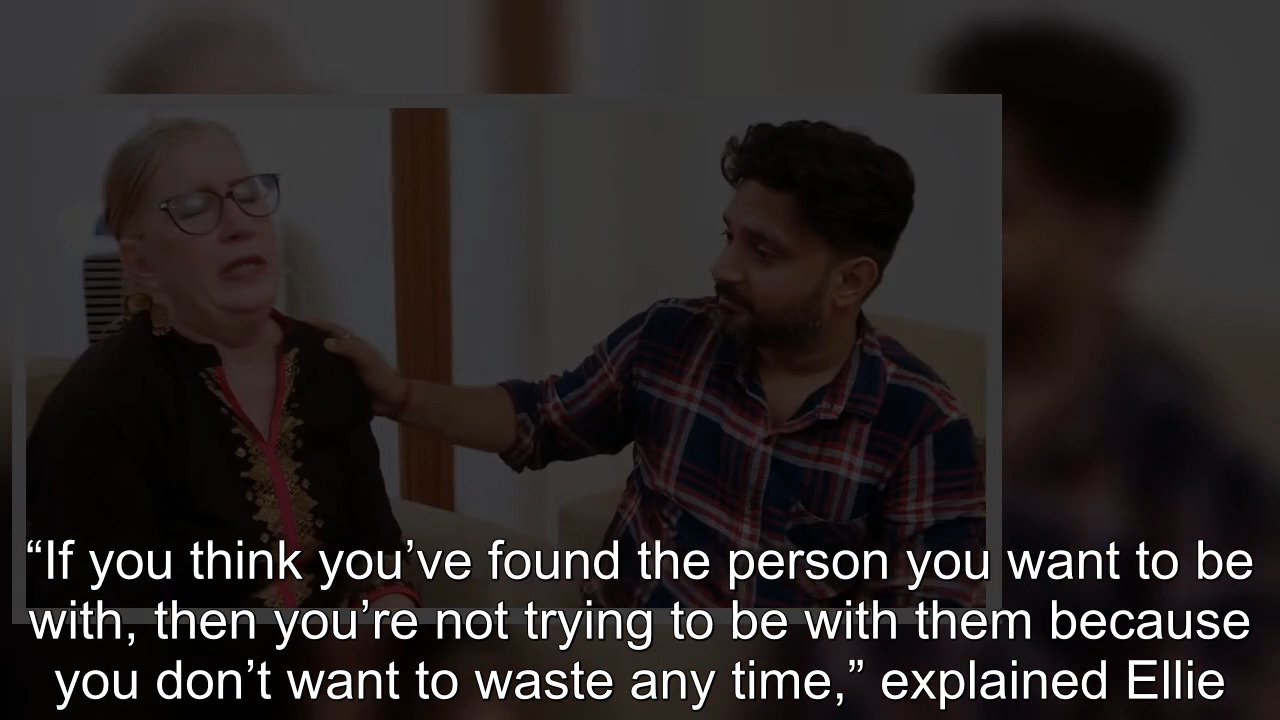 “If you think you’ve found the person you want to be
with, then you’re not trying to be with them because
you don’t want to waste any time,” explained Ellie